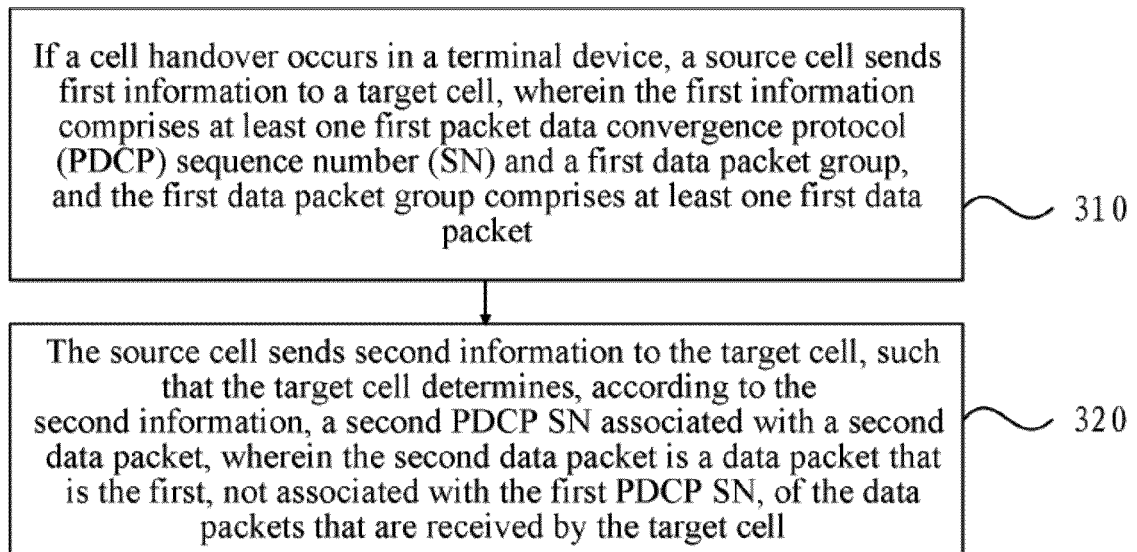 If a cell handover occurs in a terminal device, a source cell sends
first information to a target cell, wherein the first information
comprises at least one first packet data convergence protocol
(PDCP) sequence number (SN) and a first data packet group,
and the first data packet group comprises at least one first data
packet
310
The source cell sends second information to the target cell, such
that the target cell determines, according to the
second information, a second PDCP SN associated with a second
data packet, wherein the second data packet is a data packet that
is the first, not associated with the first PDCP SN, of the data
packets that are received by the target cell
320